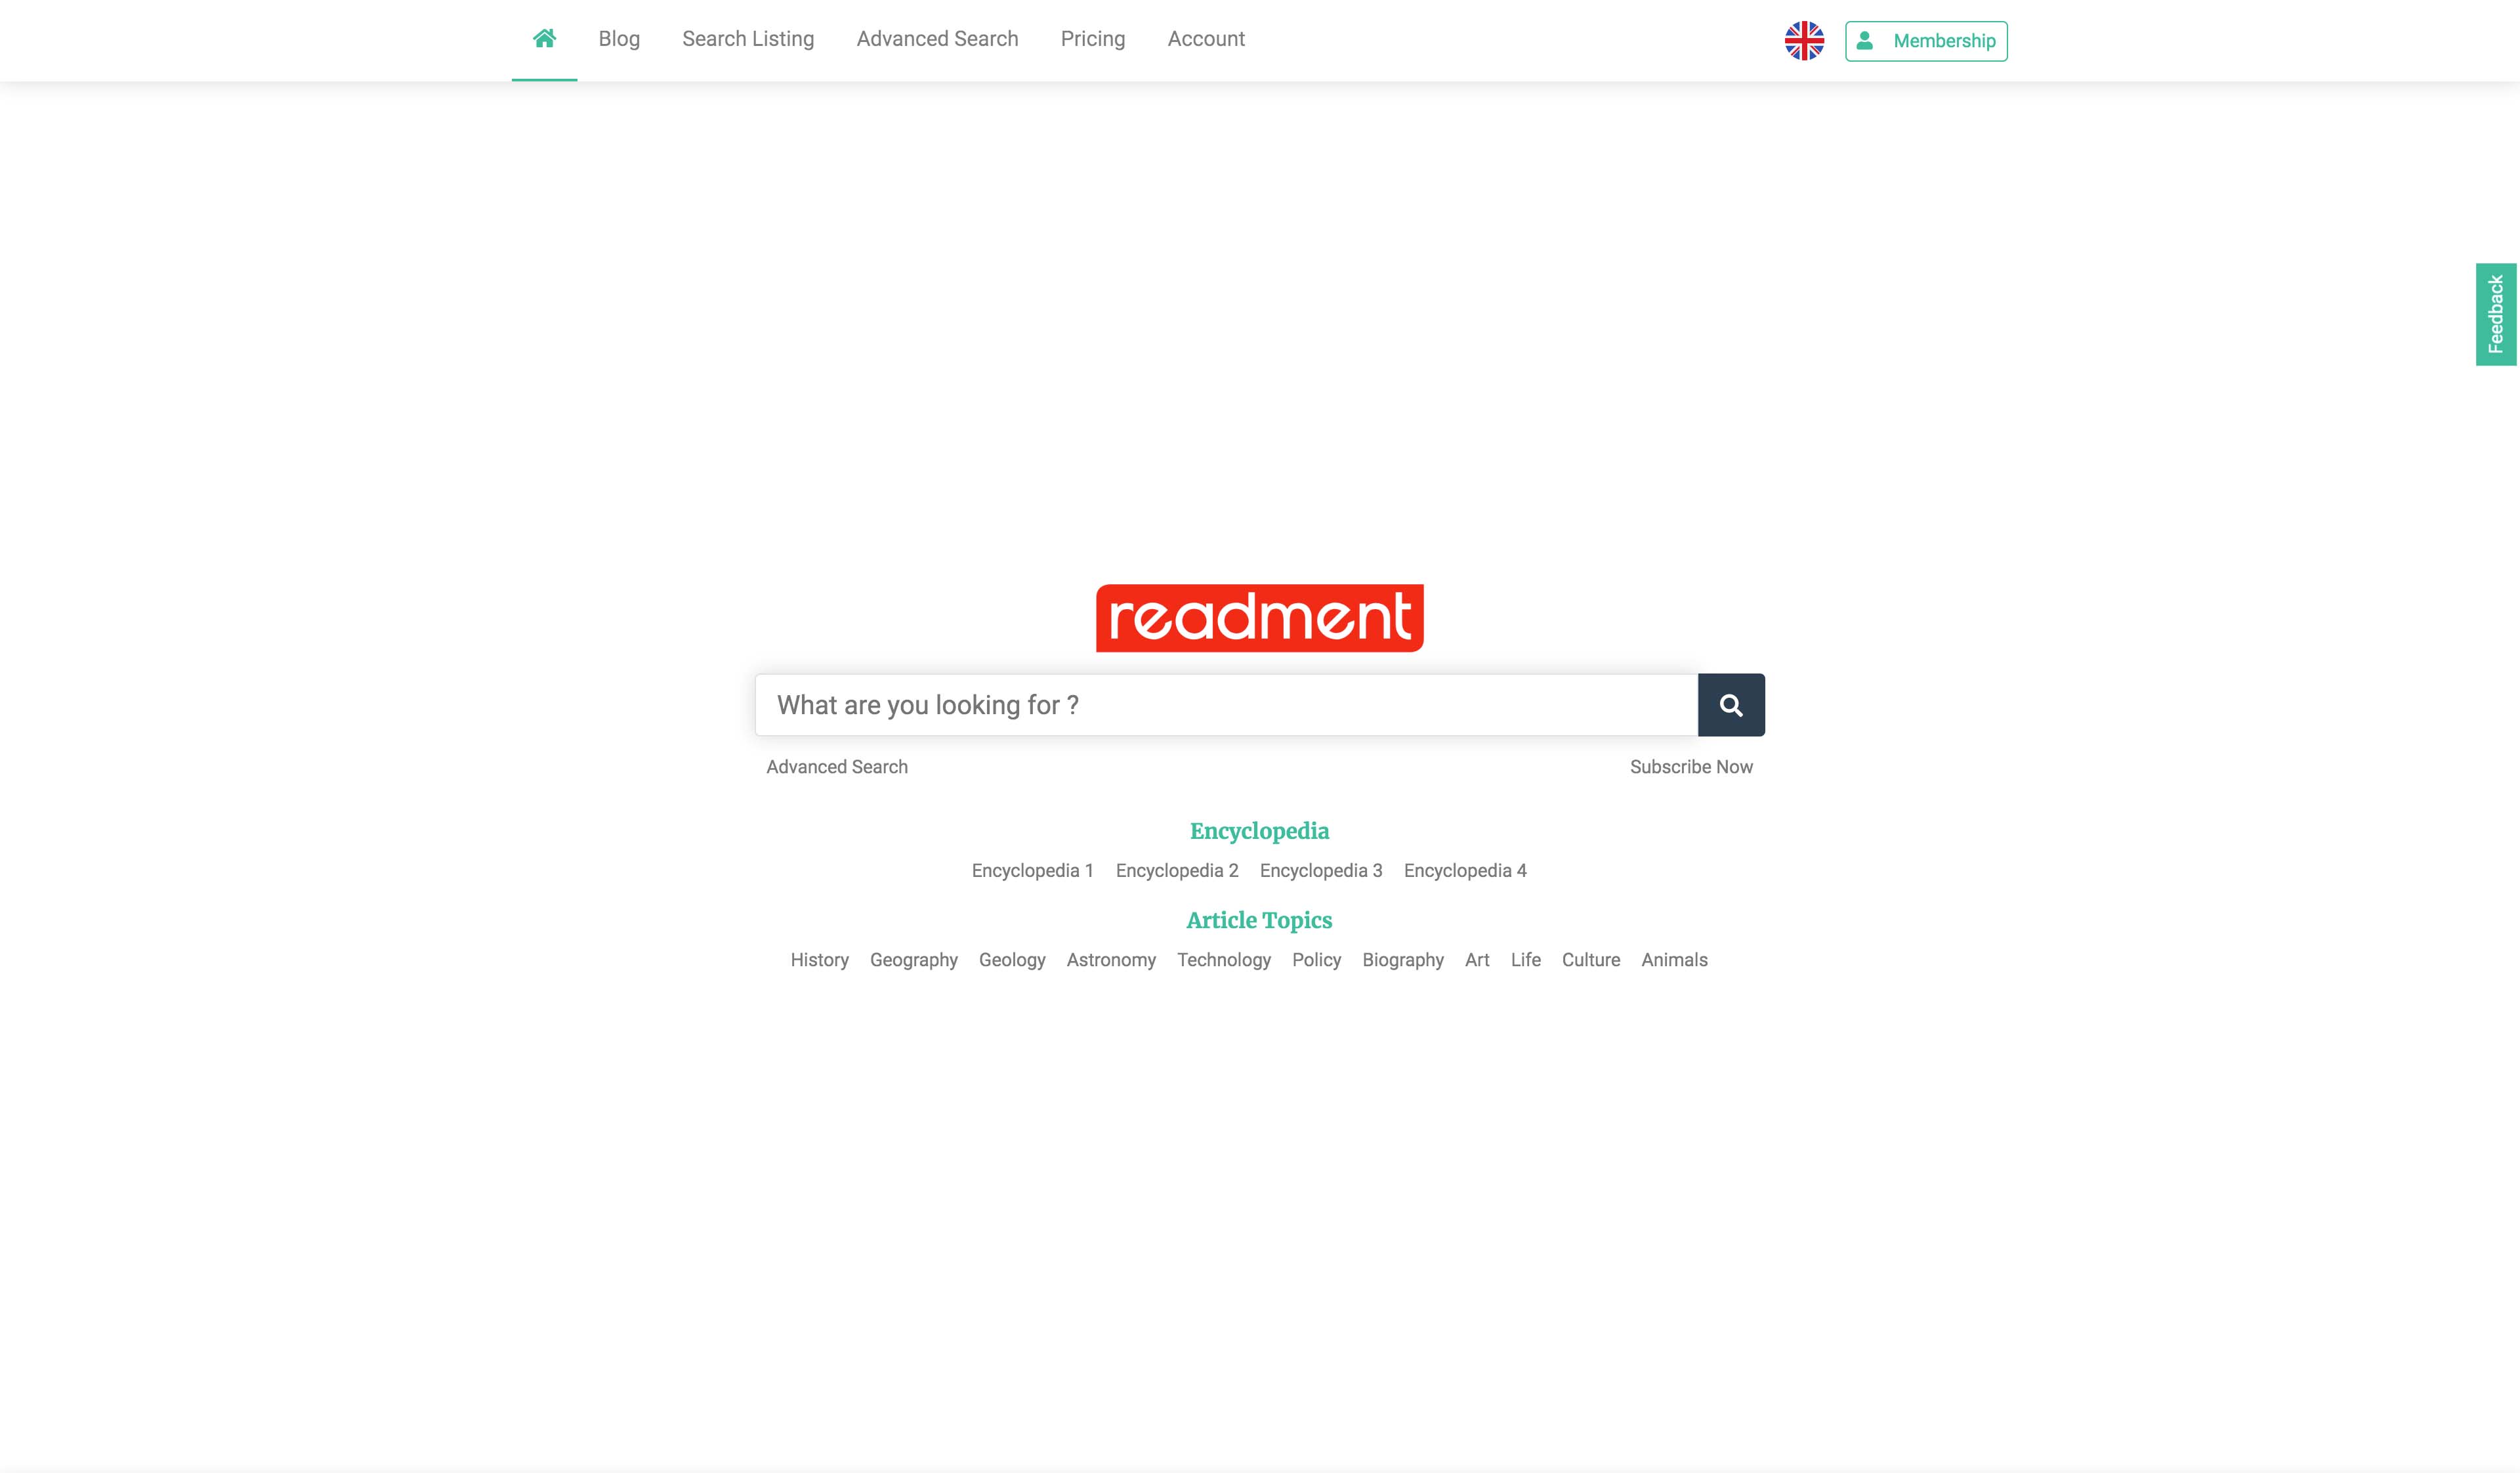 Blog Search Listing Advanced Search Pricing Account Membership
Feedback
readment
What are you looking for ?
Advanced Search Subscribe Now
Encyclopedia
Encyclopedia 1 Encyclopedia 2 Encyclopedia 3 Encyclopedia 4
Article Topics
History Geography Geology Astronomy Technology Policy Biography Art Life Culture Animals